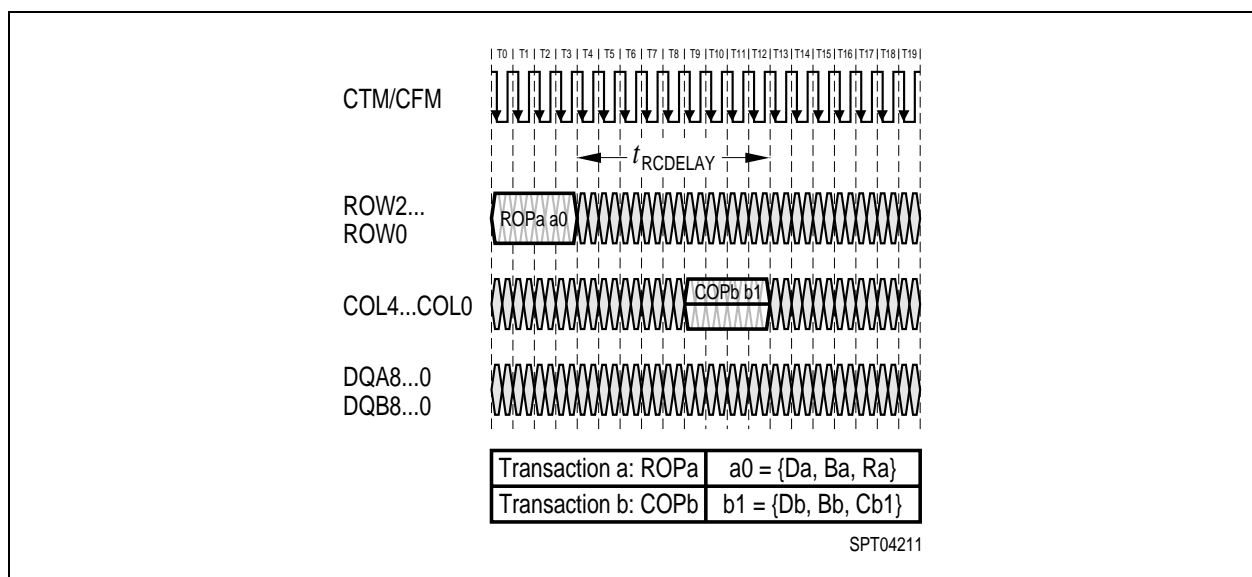 T0 T1 T2 T3 T4 T5 T6 T7 T8 T9 T10 T11 T12 T13 T14 T15 T16 T17 T18 T19
CTM/CFM
tRCDELAY
ROW2...
ROW0
ROPa a0
COL4...COL0
COPb b1
DQA8...0
DQB8...0
Transaction a: ROPa a0 = {Da, Ba, Ra}
Transaction b: COPb b1 = {Db, Bb, Cb1}
SPT04211